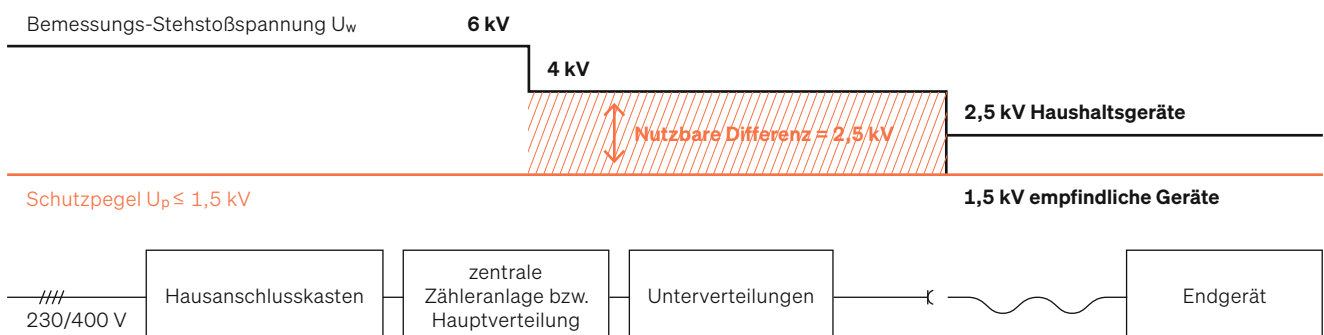 Bemessungs-Stehstoßspannung Uw
6 kV
4 kV
2,5 kV Haushaltsgeräte
Nutzbare Differenz = 2,5 kV
Schutzpegel Up ≤ 1,5 kV
1,5 kV empfindliche Geräte
230/400 V
Hausanschlusskasten
zentrale
Zähleranlage bzw.
Hauptverteilung
Unterverteilungen
Endgerät